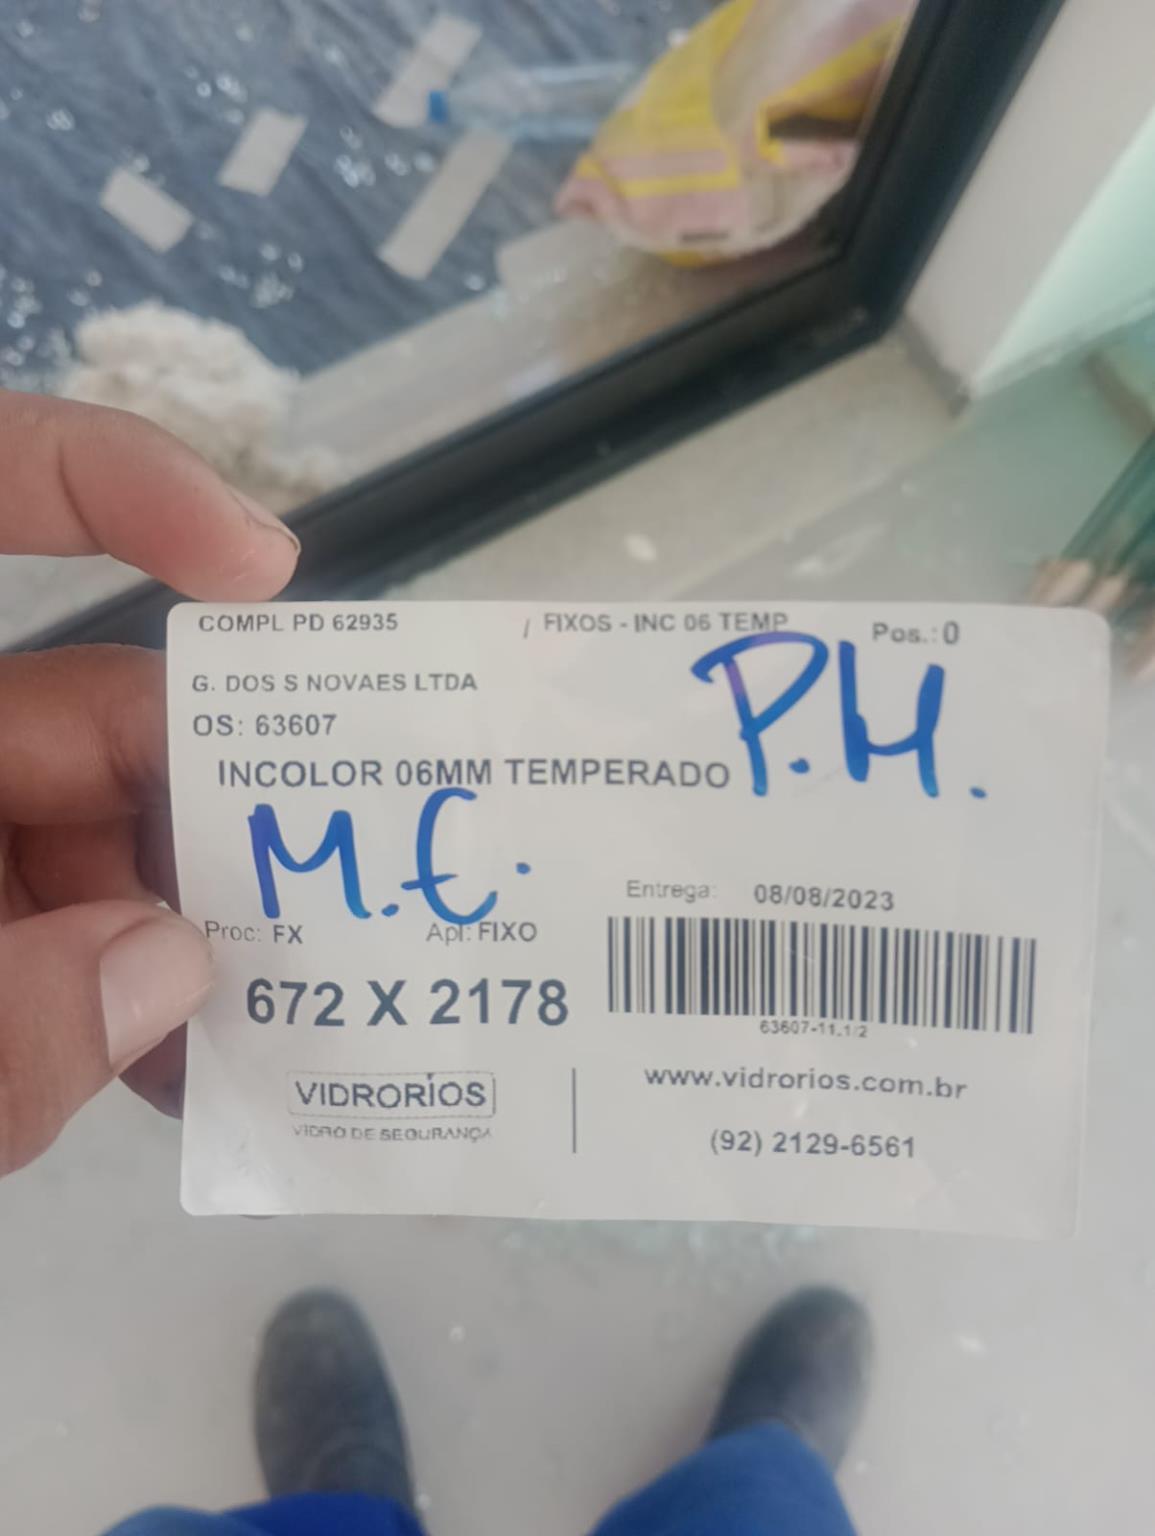 COMPL PD 62935 / FIXOS - INC 06 TEMP Pos.: 0
G. DOS S NOVAES LTDA
P.H.
OS: 63607
INCOLOR 06MM TEMPERADO
M.E.
Entrega: 08/08/2023
Proc: FX Apl: FIXO
672 X 2178
63607-11.1/2
VIDRORÍOS
VIDRO DE SEGURANÇA
www.vidrorios.com.br
(92) 2129-6561